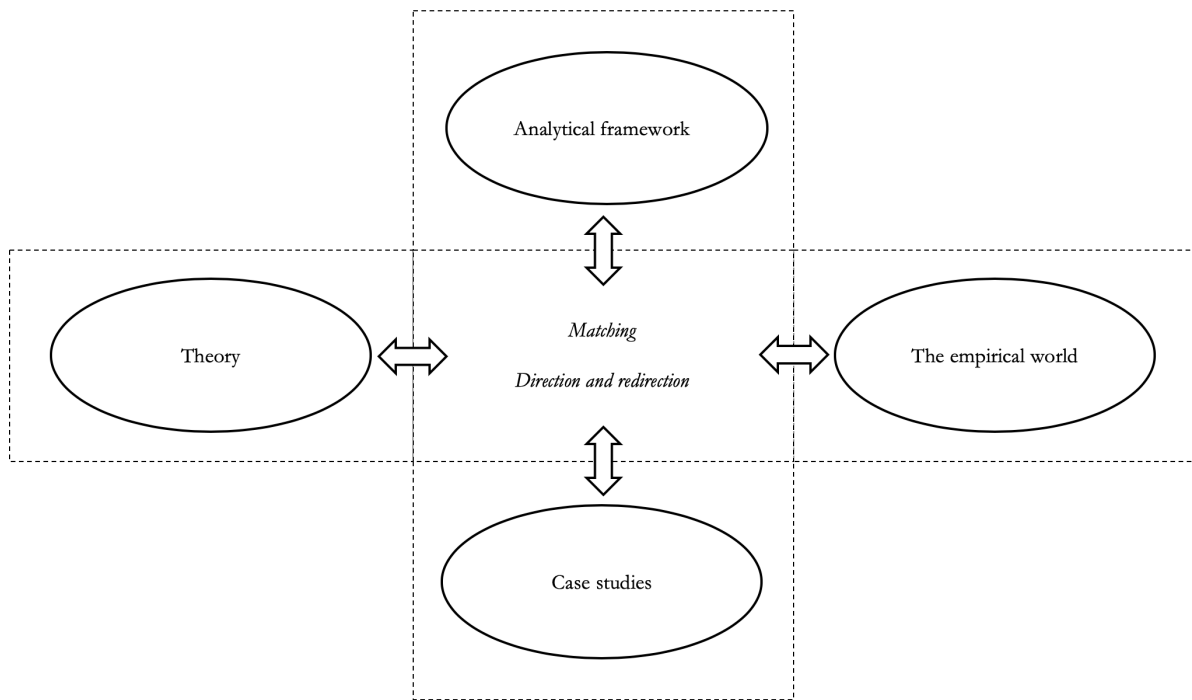 Analytical framework
Theory
Matching
Direction and redirection
The empirical world
Case studies